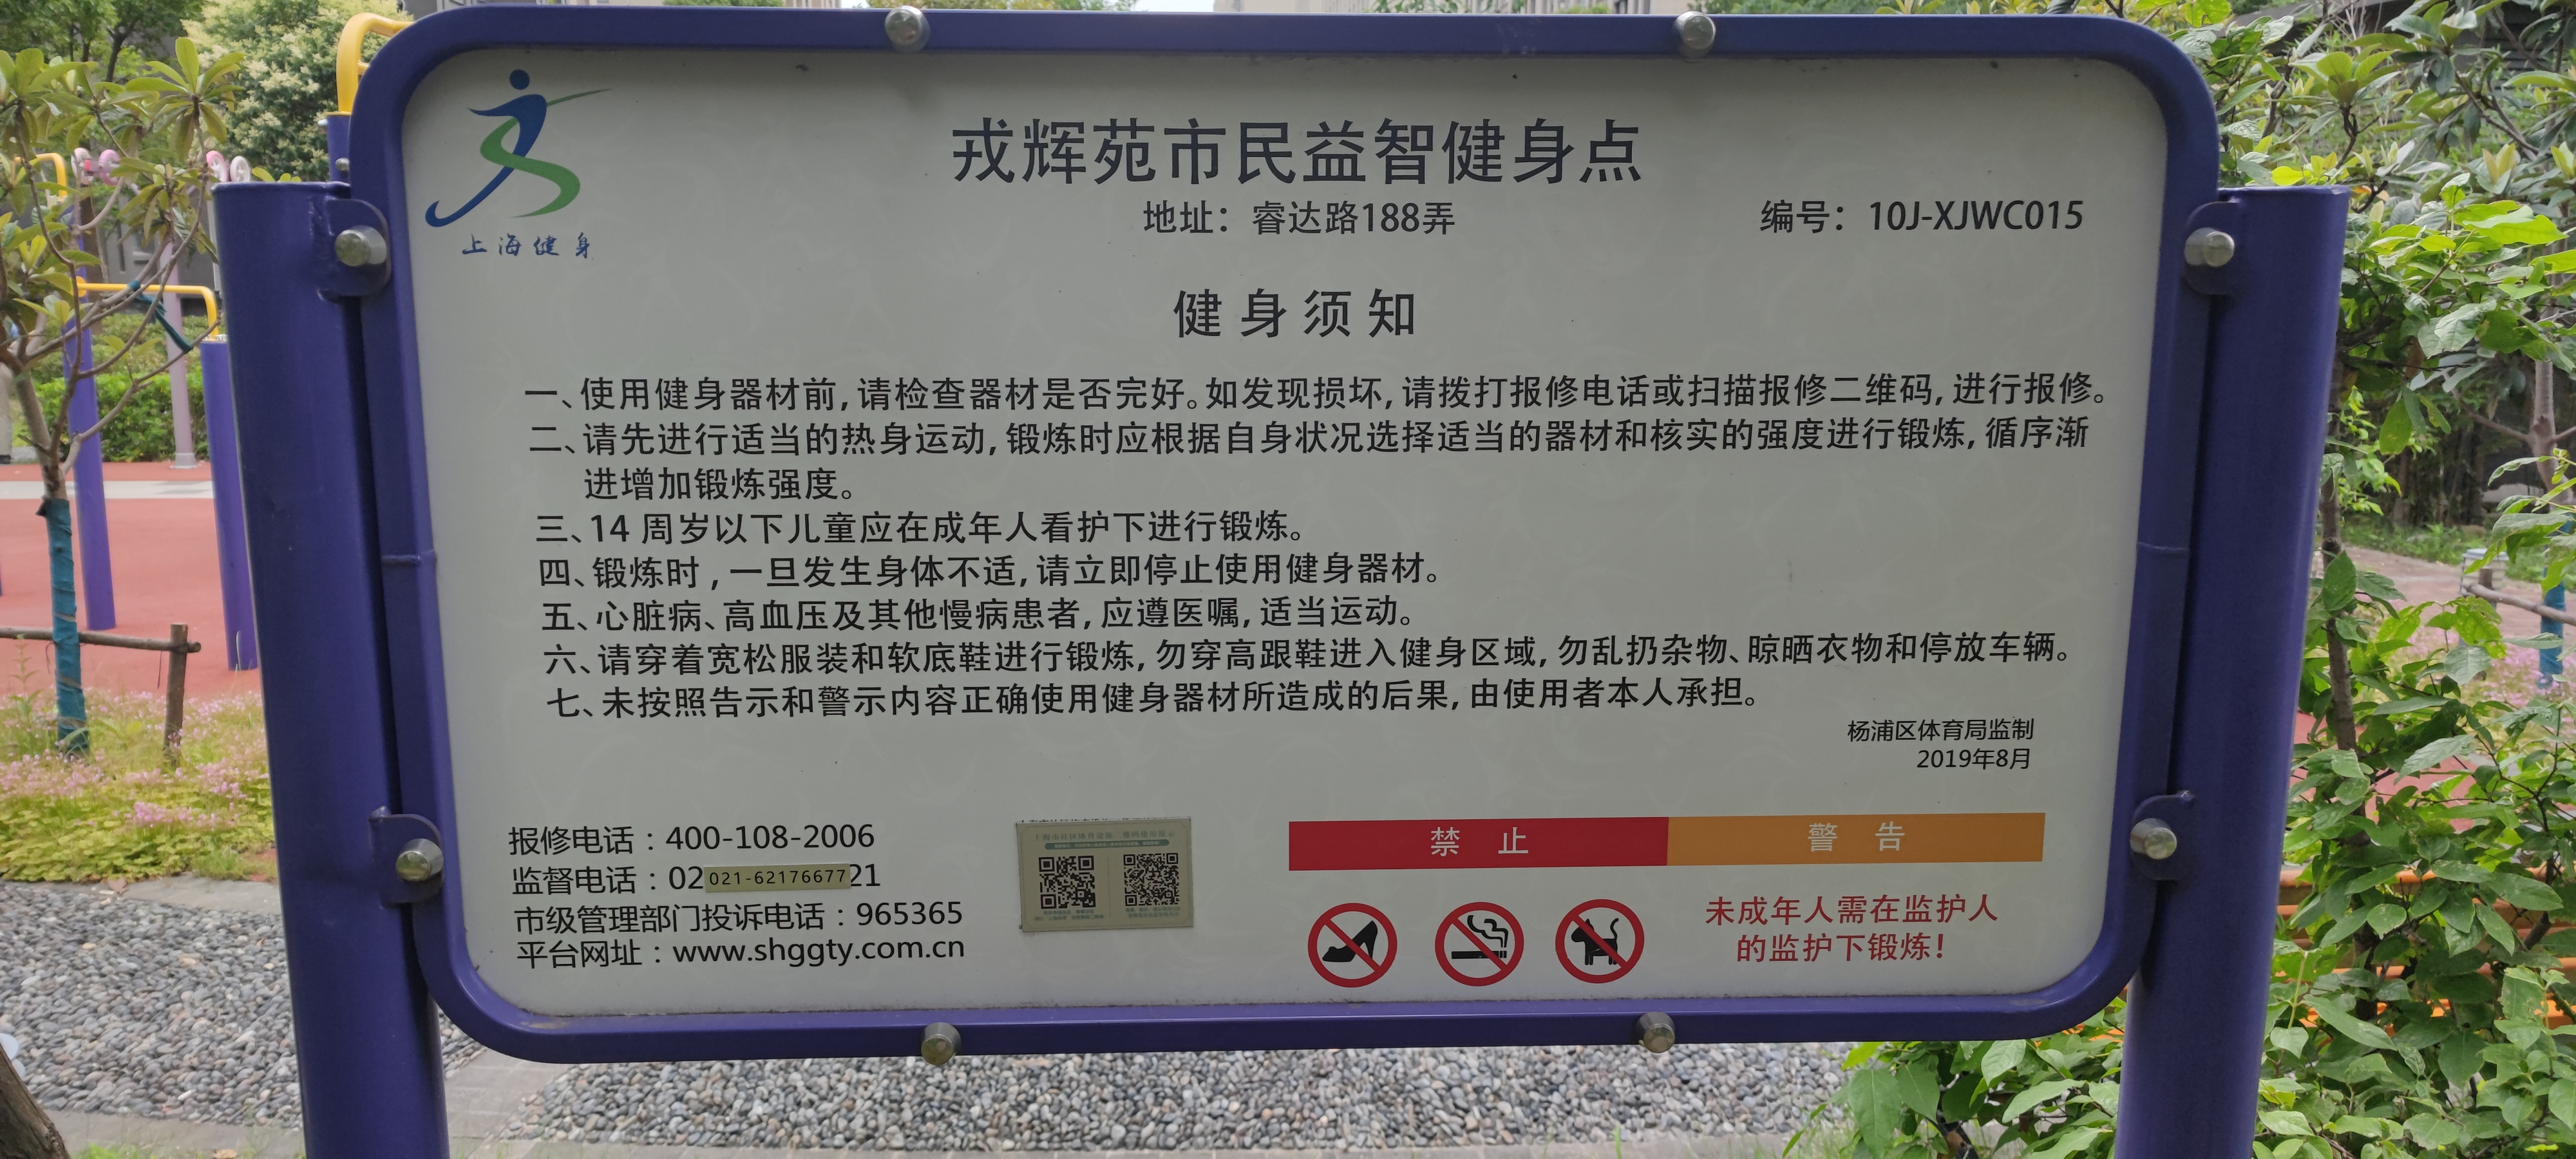 上海健身
戎辉苑市民益智健身点
地址：睿达路188弄
编号：10J-XJWC015
健身须知
一、使用健身器材前，请检查器材是否完好。如发现损坏，请拨打报修电话或扫描报修二维码，进行报修。
二、请先进行适当的热身运动，锻炼时应根据自身状况选择适当的器材和核实的强度进行锻炼，循序渐
进增加锻炼强度。
三、14 周岁以下儿童应在成年人看护下进行锻炼。
四、锻炼时，一旦发生身体不适，请立即停止使用健身器材。
五、心脏病、高血压及其他慢病患者，应遵医嘱，适当运动。
六、请穿着宽松服装和软底鞋进行锻炼，勿穿高跟鞋进入健身区域，勿乱扔杂物、晾晒衣物和停放车辆。
七、未按照告示和警示内容正确使用健身器材所造成的后果，由使用者本人承担。
杨浦区体育局监制
2019年8月
报修电话：400-108-2006
监督电话：02 021-62176677 21
市级管理部门投诉电话：965365
平台网址：www.shggty.com.cn
禁止
警告
未成年人需在监护人
的监护下锻炼！